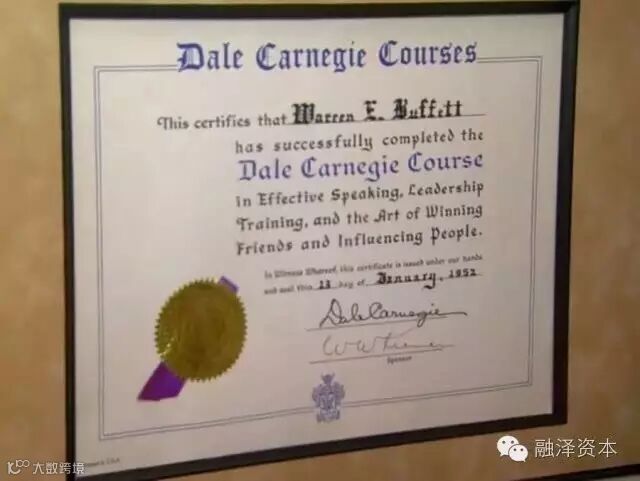 Dale Carnegie Courses
This certifies that Warren E. Buffett
has successfully completed the
Dale Carnegie Course
in Effective Speaking, Leadership
Training, and the Art of Winning
Friends and Influencing People.
In Witness Whereof, this certificate is issued under our hands
and seal this 13 day of January, 1952
Dale Carnegie
Sponsor
融泽资本
大数跨境